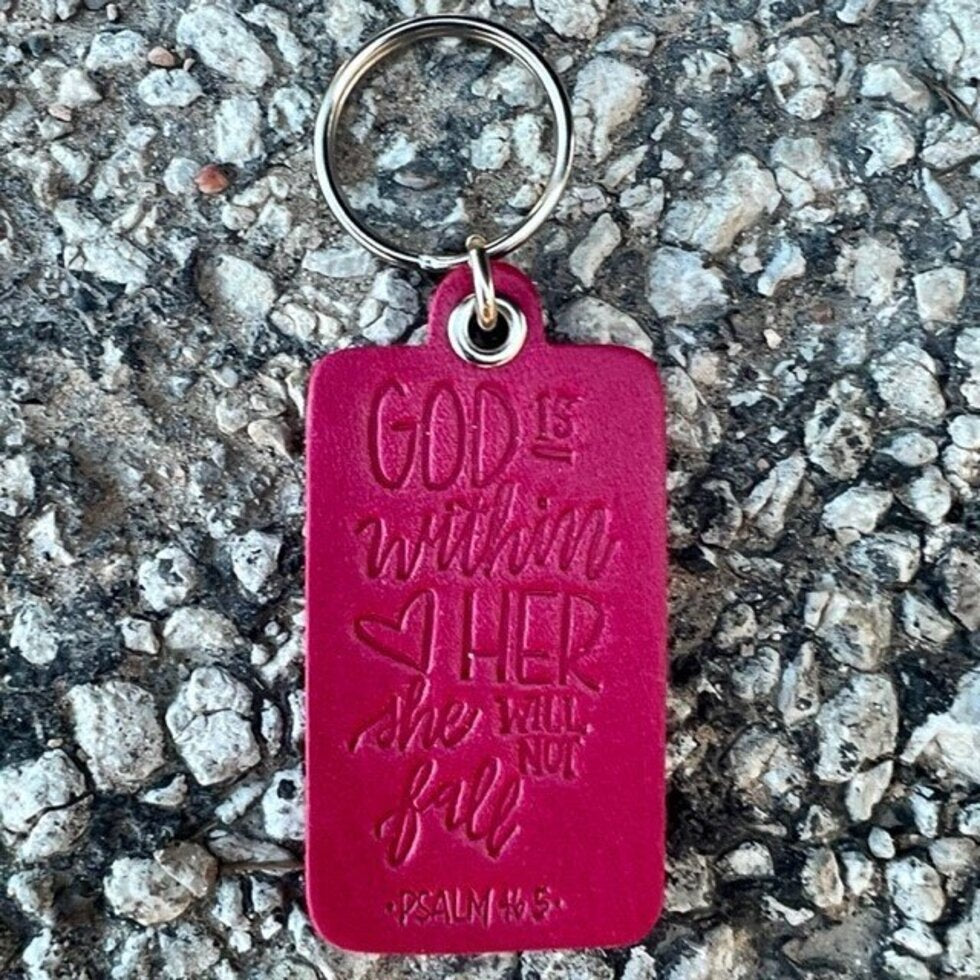 GOD is
within
HER
she WILL
NOT
fall
•PSALM 46:5•